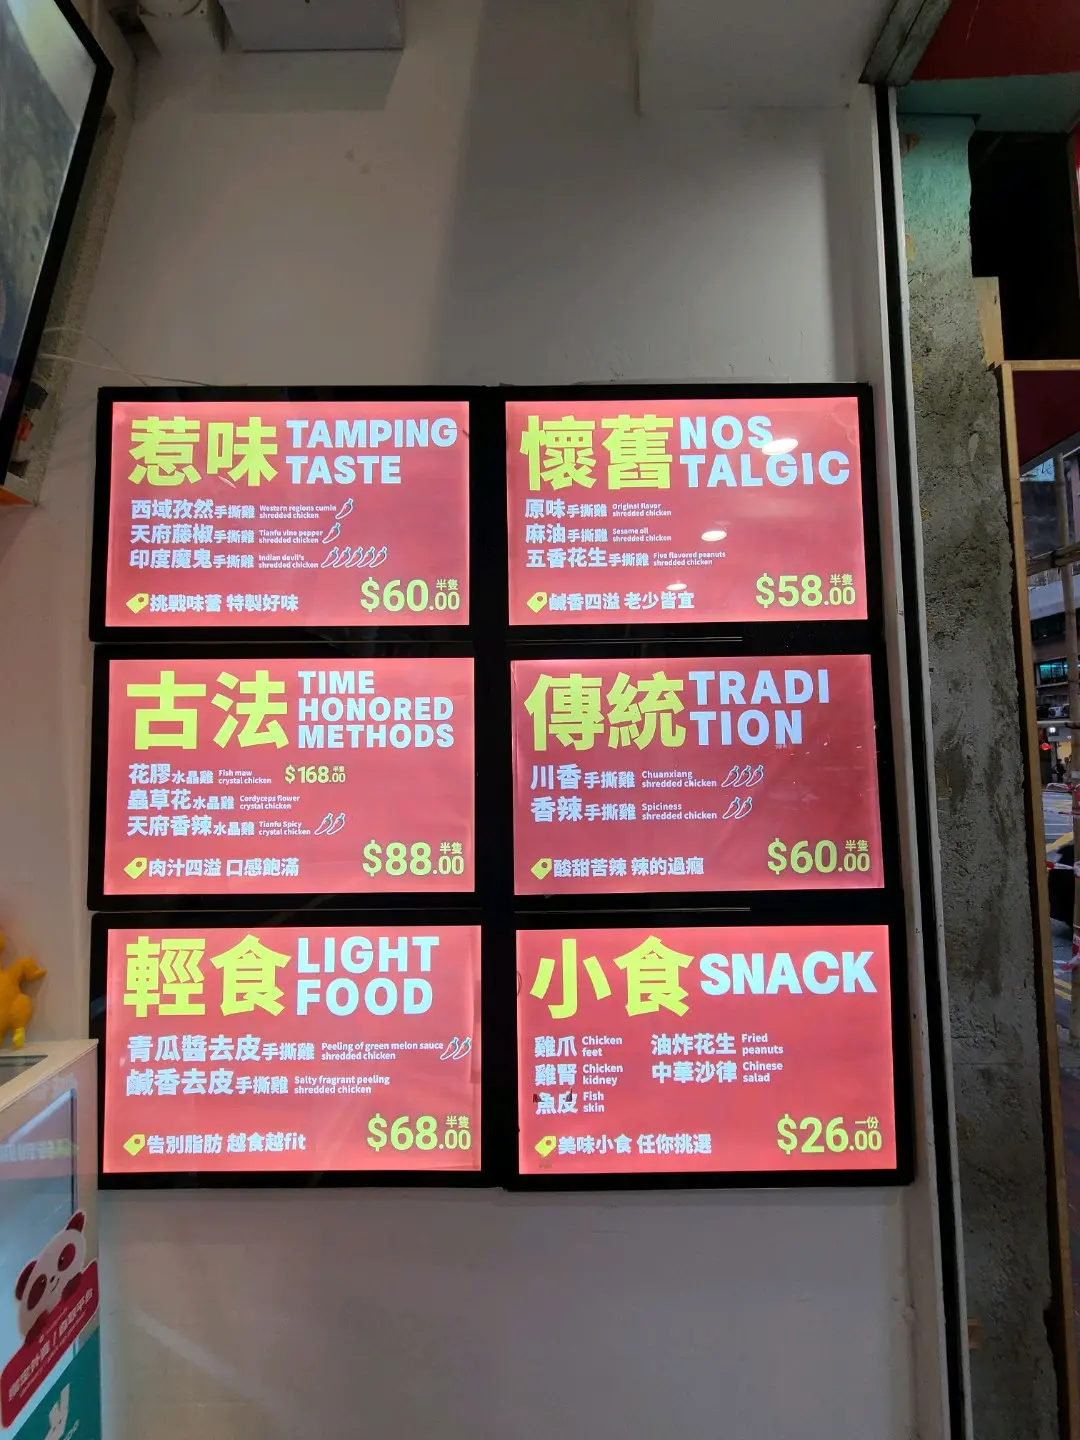 惹味 TAMPING TASTE
西域孜然手撕雞 Western regions cumin shredded chicken
天府藤椒手撕雞 Tianfu vine pepper shredded chicken
印度魔鬼手撕雞 Indian devil's shredded chicken
挑戰味蕾 特製好味 $60.00 半隻
懷舊 NOS TALGIC
原味手撕雞 Original flavor shredded chicken
麻油手撕雞 Sesame oil shredded chicken
五香花生手撕雞 Five flavored peanuts shredded chicken
鹹香四溢 老少皆宜 $58.00 半隻
古法 TIME HONORED METHODS
花膠水晶雞 Fish maw crystal chicken $168.00 半隻
蟲草花水晶雞 Cordyceps flower crystal chicken
天府香辣水晶雞 Tianfu Spicy crystal chicken
肉汁四溢 口感飽滿 $88.00 半隻
傳統 TRADI TION
川香手撕雞 Chuanxiang shredded chicken
香辣手撕雞 Spiciness shredded chicken
酸甜苦辣 辣的過癮 $60.00 半隻
輕食 LIGHT FOOD
青瓜醬去皮手撕雞 Peeling of green melon sauce shredded chicken
鹹香去皮手撕雞 Salty fragrant peeling shredded chicken
告別脂肪 越食越fit $68.00 半隻
小食 SNACK
雞爪 Chicken feet 油炸花生 Fried peanuts
雞腎 Chicken kidney 中華沙律 Chinese salad
魚皮 Fish skin
美味小食 任你挑選 $26.00 一份